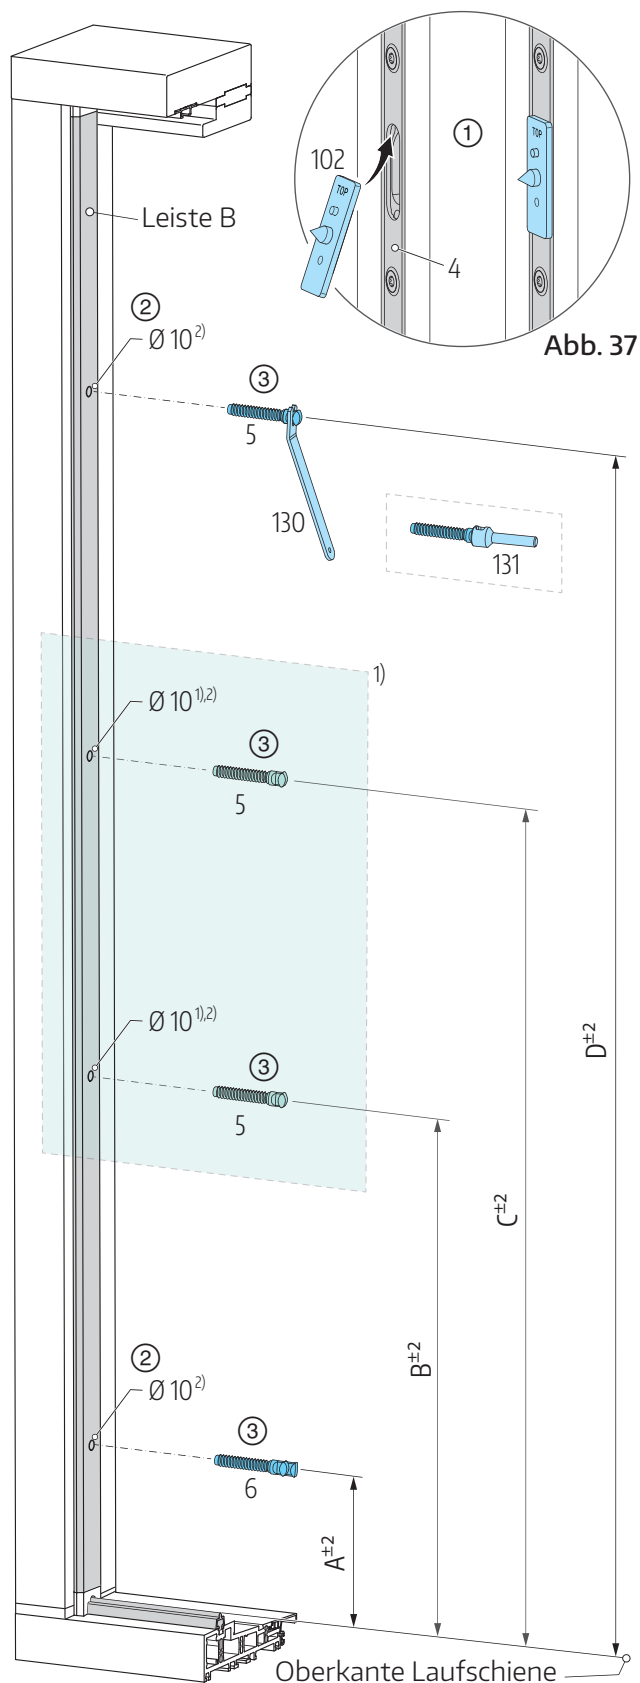 TOP
TOP
①
102
4
Leiste B
Abb. 37
②
Ø 10²⁾
③
5
130
131
1)
Ø 10¹⁾,²⁾
③
5
Ø 10¹⁾,²⁾
③
5
D±2
C±2
B±2
②
Ø 10²⁾
③
6
A±2
Oberkante Laufschiene